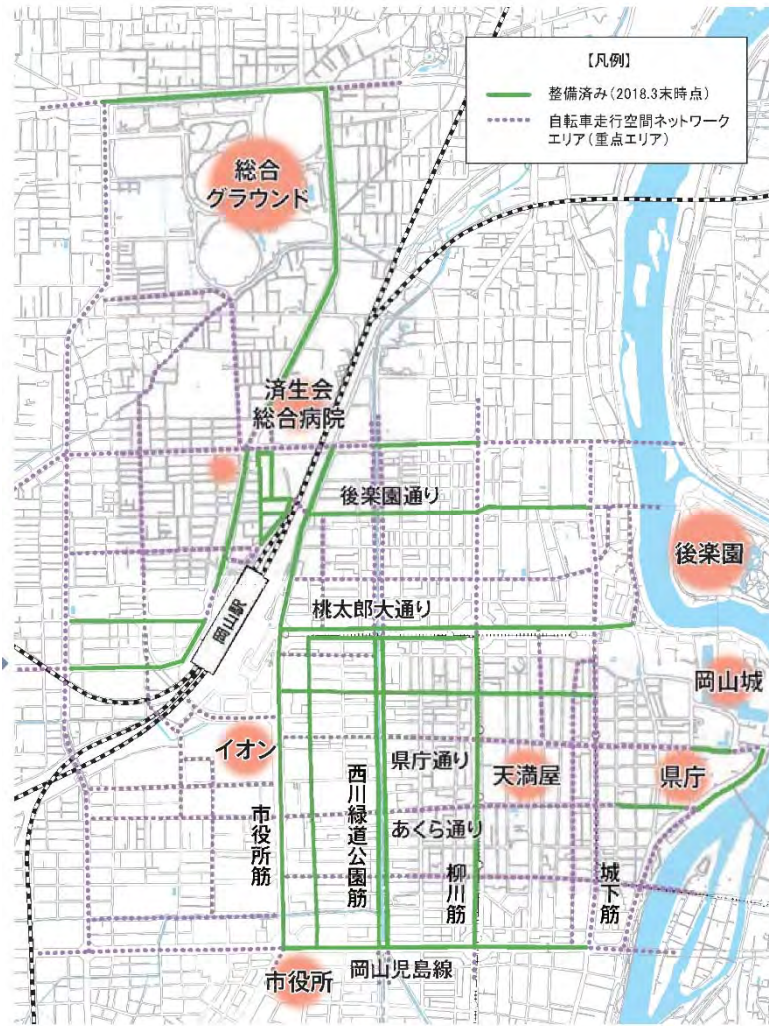 【凡例】
整備済み(2018.3末時点)
自転車走行空間ネットワーク
エリア(重点エリア)
総合
グラウンド
済生会
総合病院
後楽園通り
後楽園
桃太郎大通り
岡山駅
岡山城
イオン
県庁通り
天満屋
県庁
あくら通り
市役所筋
西川緑道公園筋
柳川筋
城下筋
岡山児島線
市役所